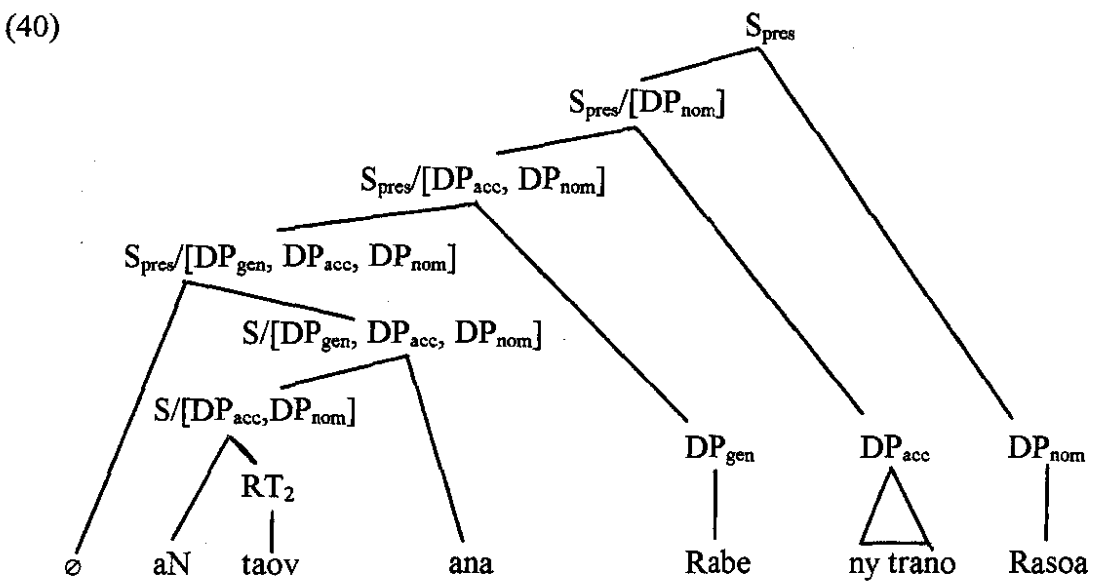 (40)
S_pres
S_pres/[DP_nom]
S_pres/[DP_acc, DP_nom]
S_pres/[DP_gen, DP_acc, DP_nom]
S/[DP_gen, DP_acc, DP_nom]
S/[DP_acc,DP_nom]
DP_gen DP_acc DP_nom
RT_2
∅ aN taov ana Rabe ny trano Rasoa